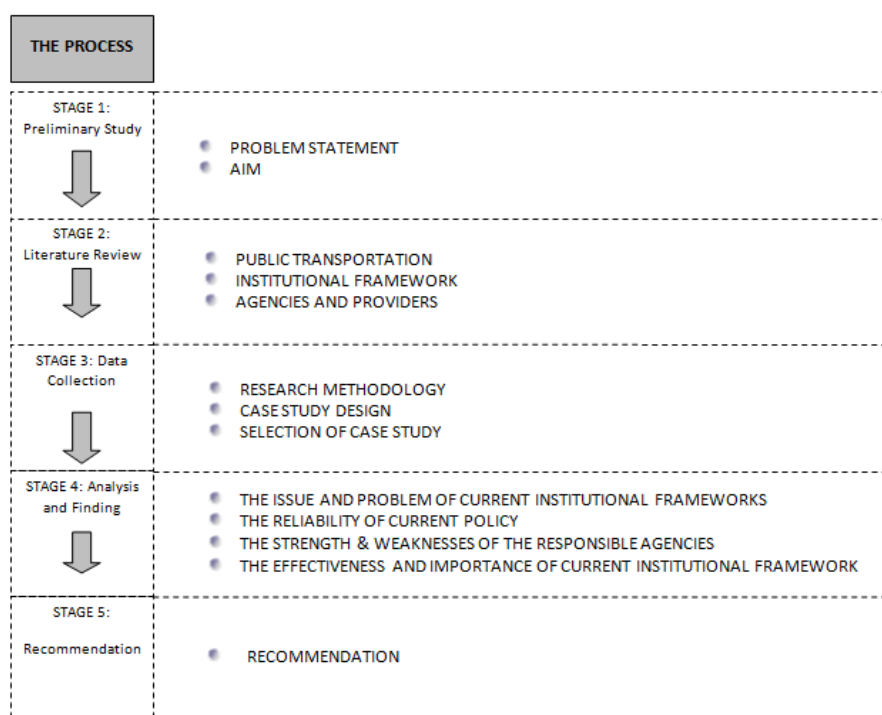 THE PROCESS
STAGE 1:
Preliminary Study
PROBLEM STATEMENT
AIM
STAGE 2:
Literature Review
PUBLIC TRANSPORTATION
INSTITUTIONAL FRAMEWORK
AGENCIES AND PROVIDERS
STAGE 3: Data
Collection
RESEARCH METHODOLOGY
CASE STUDY DESIGN
SELECTION OF CASE STUDY
STAGE 4: Analysis
and Finding
THE ISSUE AND PROBLEM OF CURRENT INSTITUTIONAL FRAMEWORKS
THE RELIABILITY OF CURRENT POLICY
THE STRENGTH & WEAKNESSES OF THE RESPONSIBLE AGENCIES
THE EFFECTIVENESS AND IMPORTANCE OF CURRENT INSTITUTIONAL FRAMEWORK
STAGE 5:
Recommendation
RECOMMENDATION